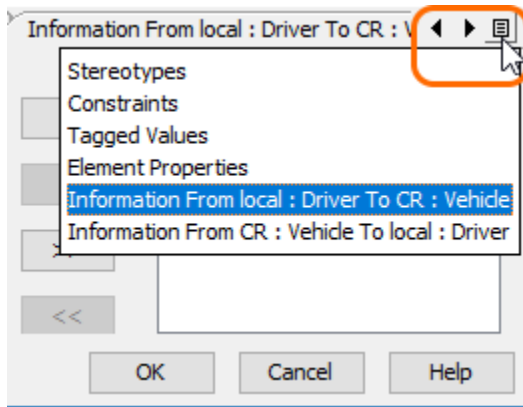 Information From local : Driver To CR : V
Stereotypes
Constraints
Tagged Values
Element Properties
Information From local : Driver To CR : Vehicle
Information From CR : Vehicle To local : Driver
<<
OK Cancel Help